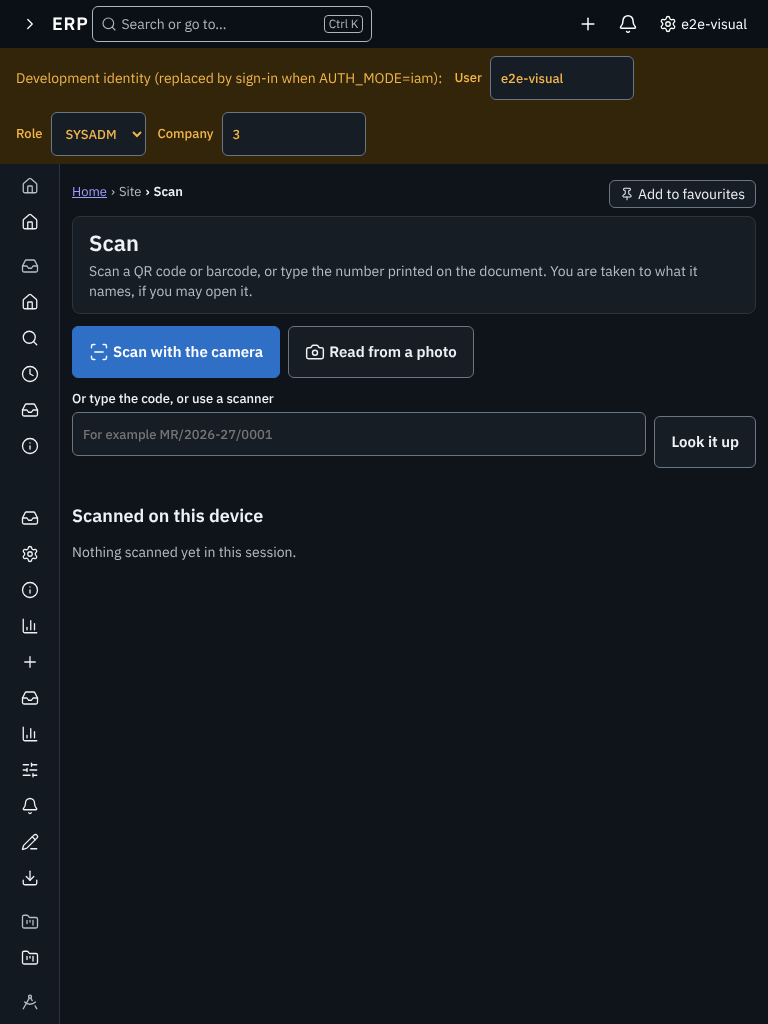 ERP
Search or go to...
Ctrl K
e2e-visual
Development identity (replaced by sign-in when AUTH_MODE=iam):
User
e2e-visual
Role
SYSADM
Company
3
Home › Site › Scan
Add to favourites
Scan
Scan a QR code or barcode, or type the number printed on the document. You are taken to what it
names, if you may open it.
Scan with the camera
Read from a photo
Or type the code, or use a scanner
For example MR/2026-27/0001
Look it up
Scanned on this device
Nothing scanned yet in this session.